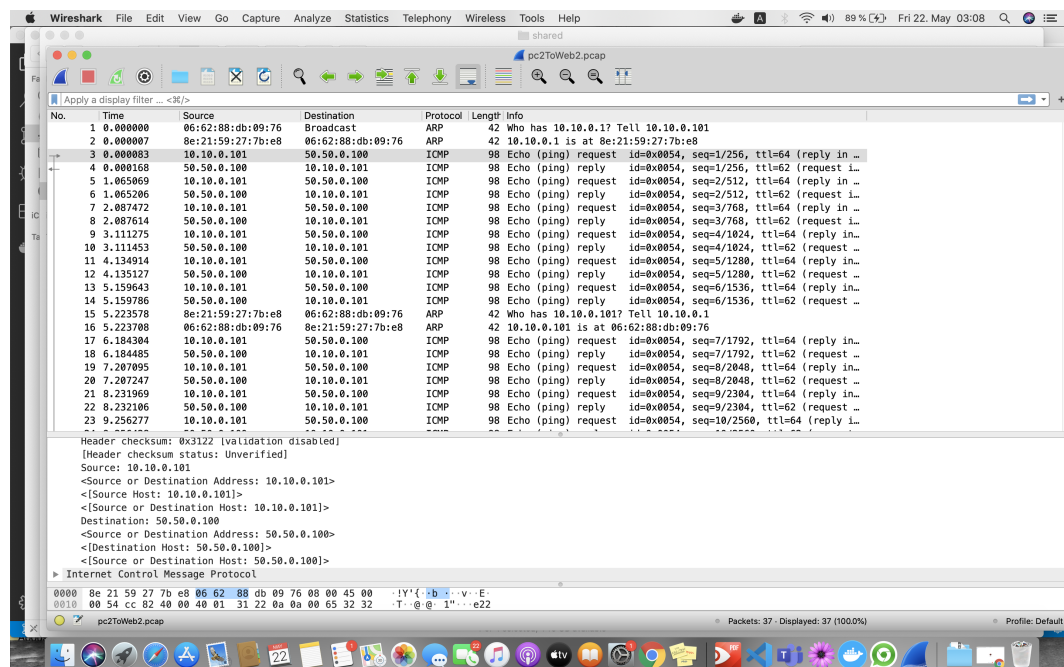 Wireshark File Edit View Go Capture Analyze Statistics Telephony Wireless Tools Help 89 % Fri 22. May 03:08
shared
pc2ToWeb2.pcap
Apply a display filter ... <⌘/>
No. Time Source Destination Protocol Length Info
1 0.000000 06:62:88:db:09:76 Broadcast ARP 42 Who has 10.10.0.1? Tell 10.10.0.101
2 0.000007 8e:21:59:27:7b:e8 06:62:88:db:09:76 ARP 42 10.10.0.1 is at 8e:21:59:27:7b:e8
3 0.000083 10.10.0.101 50.50.0.100 ICMP 98 Echo (ping) request id=0x0054, seq=1/256, ttl=64 (reply in …
4 0.000168 50.50.0.100 10.10.0.101 ICMP 98 Echo (ping) reply id=0x0054, seq=1/256, ttl=62 (request i…
5 1.065069 10.10.0.101 50.50.0.100 ICMP 98 Echo (ping) request id=0x0054, seq=2/512, ttl=64 (reply in …
6 1.065206 50.50.0.100 10.10.0.101 ICMP 98 Echo (ping) reply id=0x0054, seq=2/512, ttl=62 (request i…
7 2.087472 10.10.0.101 50.50.0.100 ICMP 98 Echo (ping) request id=0x0054, seq=3/768, ttl=64 (reply in …
8 2.087614 50.50.0.100 10.10.0.101 ICMP 98 Echo (ping) reply id=0x0054, seq=3/768, ttl=62 (request i…
9 3.111275 10.10.0.101 50.50.0.100 ICMP 98 Echo (ping) request id=0x0054, seq=4/1024, ttl=64 (reply in…
10 3.111453 50.50.0.100 10.10.0.101 ICMP 98 Echo (ping) reply id=0x0054, seq=4/1024, ttl=62 (request …
11 4.134914 10.10.0.101 50.50.0.100 ICMP 98 Echo (ping) request id=0x0054, seq=5/1280, ttl=64 (reply in…
12 4.135127 50.50.0.100 10.10.0.101 ICMP 98 Echo (ping) reply id=0x0054, seq=5/1280, ttl=62 (request …
13 5.159643 10.10.0.101 50.50.0.100 ICMP 98 Echo (ping) request id=0x0054, seq=6/1536, ttl=64 (reply in…
14 5.159786 50.50.0.100 10.10.0.101 ICMP 98 Echo (ping) reply id=0x0054, seq=6/1536, ttl=62 (request …
15 5.223578 8e:21:59:27:7b:e8 06:62:88:db:09:76 ARP 42 Who has 10.10.0.101? Tell 10.10.0.1
16 5.223708 06:62:88:db:09:76 8e:21:59:27:7b:e8 ARP 42 10.10.0.101 is at 06:62:88:db:09:76
17 6.184304 10.10.0.101 50.50.0.100 ICMP 98 Echo (ping) request id=0x0054, seq=7/1792, ttl=64 (reply in…
18 6.184485 50.50.0.100 10.10.0.101 ICMP 98 Echo (ping) reply id=0x0054, seq=7/1792, ttl=62 (request …
19 7.207095 10.10.0.101 50.50.0.100 ICMP 98 Echo (ping) request id=0x0054, seq=8/2048, ttl=64 (reply in…
20 7.207247 50.50.0.100 10.10.0.101 ICMP 98 Echo (ping) reply id=0x0054, seq=8/2048, ttl=62 (request …
21 8.231969 10.10.0.101 50.50.0.100 ICMP 98 Echo (ping) request id=0x0054, seq=9/2304, ttl=64 (reply in…
22 8.232106 50.50.0.100 10.10.0.101 ICMP 98 Echo (ping) reply id=0x0054, seq=9/2304, ttl=62 (request …
23 9.256277 10.10.0.101 50.50.0.100 ICMP 98 Echo (ping) request id=0x0054, seq=10/2560, ttl=64 (reply i…
Header checksum: 0x3122 [validation disabled]
[Header checksum status: Unverified]
Source: 10.10.0.101
<Source or Destination Address: 10.10.0.101>
<[Source Host: 10.10.0.101]>
<[Source or Destination Host: 10.10.0.101]>
Destination: 50.50.0.100
<Source or Destination Address: 50.50.0.100>
<[Destination Host: 50.50.0.100]>
<[Source or Destination Host: 50.50.0.100]>
Internet Control Message Protocol
0000 8e 21 59 27 7b e8 06 62 88 db 09 76 08 00 45 00 ·!Y'{··b ···v··E·
0010 00 54 cc 82 40 00 40 01 31 22 0a 0a 00 65 32 32 ·T··@·@· 1"···e22
pc2ToWeb2.pcap Packets: 37 · Displayed: 37 (100.0%) Profile: Default